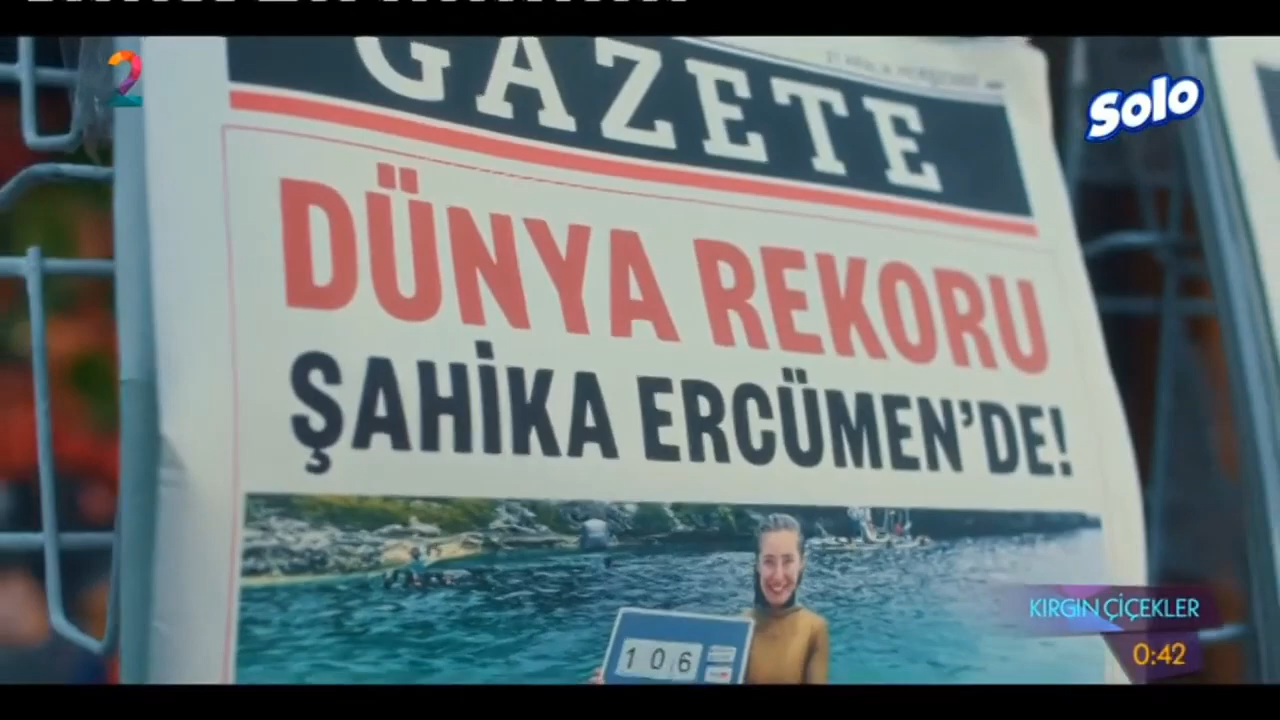 2
Solo
GAZETE
DÜNYA REKORU
ŞAHİKA ERCÜMEN'DE!
106
KIRGIN ÇİÇEKLER
0:42